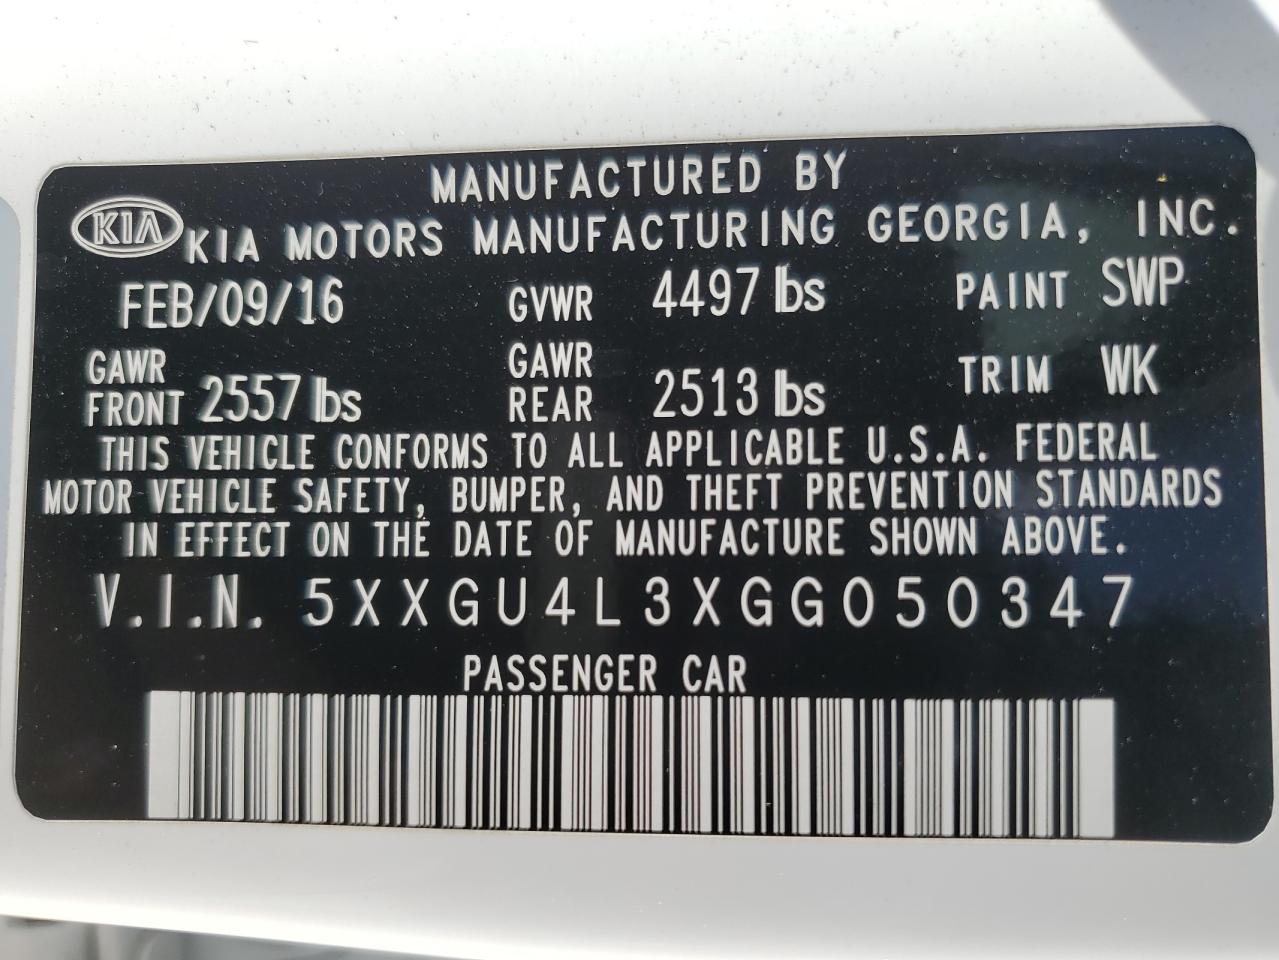 MANUFACTURED BY
KIA KIA MOTORS MANUFACTURING GEORGIA, INC.
FEB/09/16 GVWR 4497 lbs PAINT SWP
GAWR FRONT 2557 lbs GAWR REAR 2513 lbs TRIM WK
THIS VEHICLE CONFORMS TO ALL APPLICABLE U.S.A. FEDERAL
MOTOR VEHICLE SAFETY, BUMPER, AND THEFT PREVENTION STANDARDS
IN EFFECT ON THE DATE OF MANUFACTURE SHOWN ABOVE.
V.I.N. 5XXGU4L3XGG050347
PASSENGER CAR